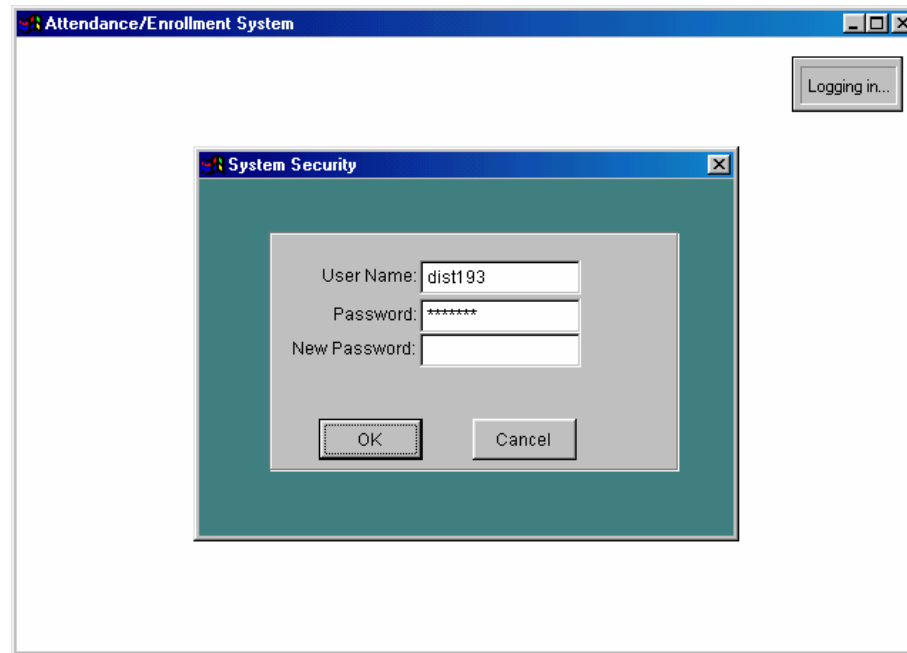 Attendance/Enrollment System
Logging in...
System Security
User Name: dist193
Password: *******
New Password:
OK Cancel